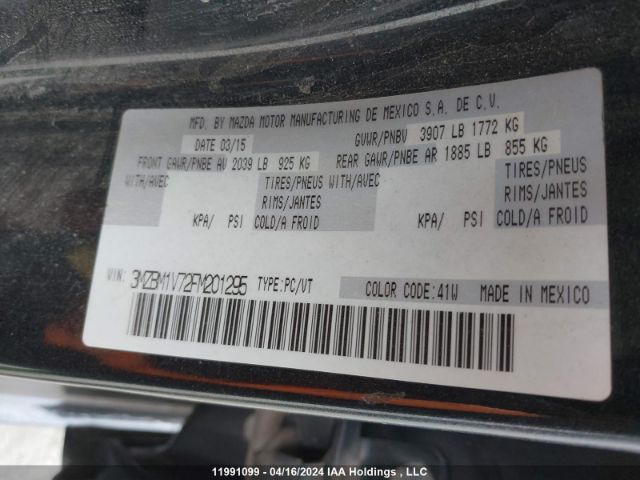 MFD. BY MAZDA MOTOR MANUFACTURING DE MEXICO S.A. DE C.V.
DATE 03/15 GVWR/PNBV 3907 LB 1772 KG
FRONT GAWR/PNBE AV 2039 LB 925 KG REAR GAWR/PNBE AR 1885 LB 855 KG
WITH/AVEC TIRES/PNEUS WITH/AVEC TIRES/PNEUS
RIMS/JANTES RIMS/JANTES
KPA/ PSI COLD/A FROID KPA/ PSI COLD/A FROID
VIN: 3MZBM1V72FM201295 TYPE:PC/VT COLOR CODE:41W MADE IN MEXICO
11991099 - 04/16/2024 IAA Holdings , LLC